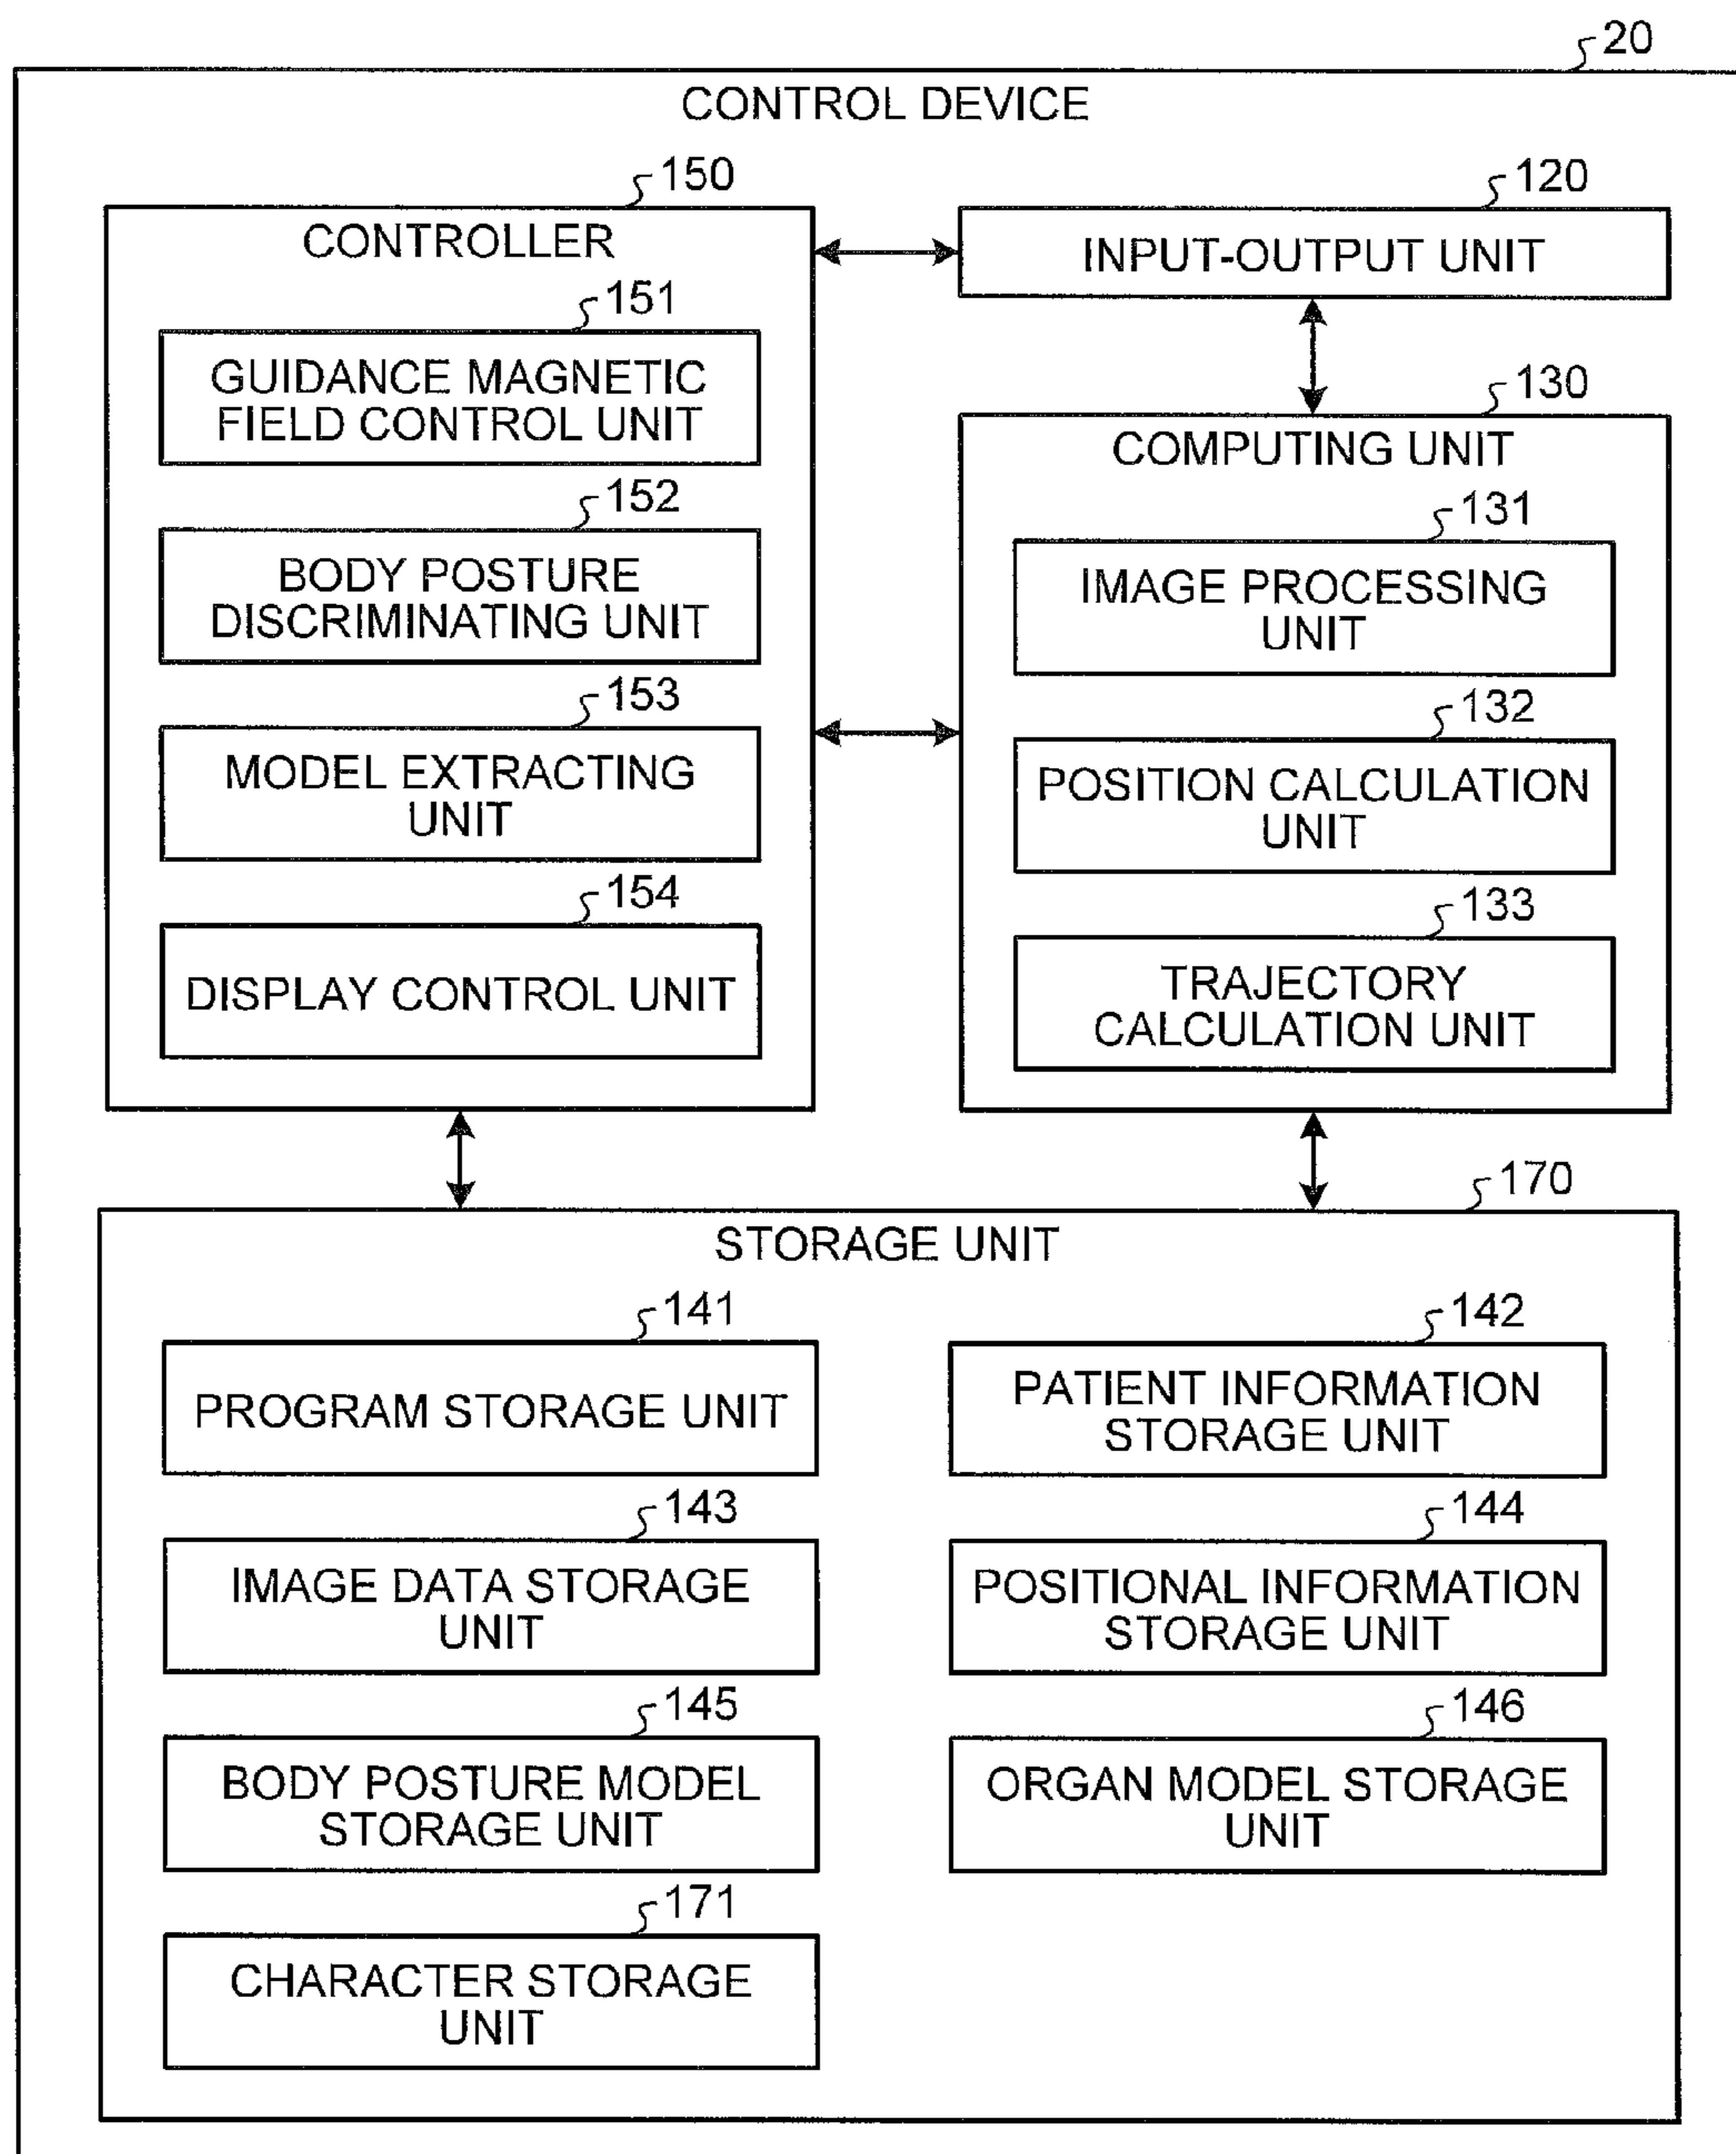 20
CONTROL DEVICE
150
CONTROLLER
151
GUIDANCE MAGNETIC
FIELD CONTROL UNIT
152
BODY POSTURE
DISCRIMINATING UNIT
153
MODEL EXTRACTING
UNIT
154
DISPLAY CONTROL UNIT
120
INPUT-OUTPUT UNIT
130
COMPUTING UNIT
131
IMAGE PROCESSING
UNIT
132
POSITION CALCULATION
UNIT
133
TRAJECTORY
CALCULATION UNIT
170
STORAGE UNIT
141
PROGRAM STORAGE UNIT
142
PATIENT INFORMATION
STORAGE UNIT
143
IMAGE DATA STORAGE
UNIT
144
POSITIONAL INFORMATION
STORAGE UNIT
145
BODY POSTURE MODEL
STORAGE UNIT
146
ORGAN MODEL STORAGE
UNIT
171
CHARACTER STORAGE
UNIT